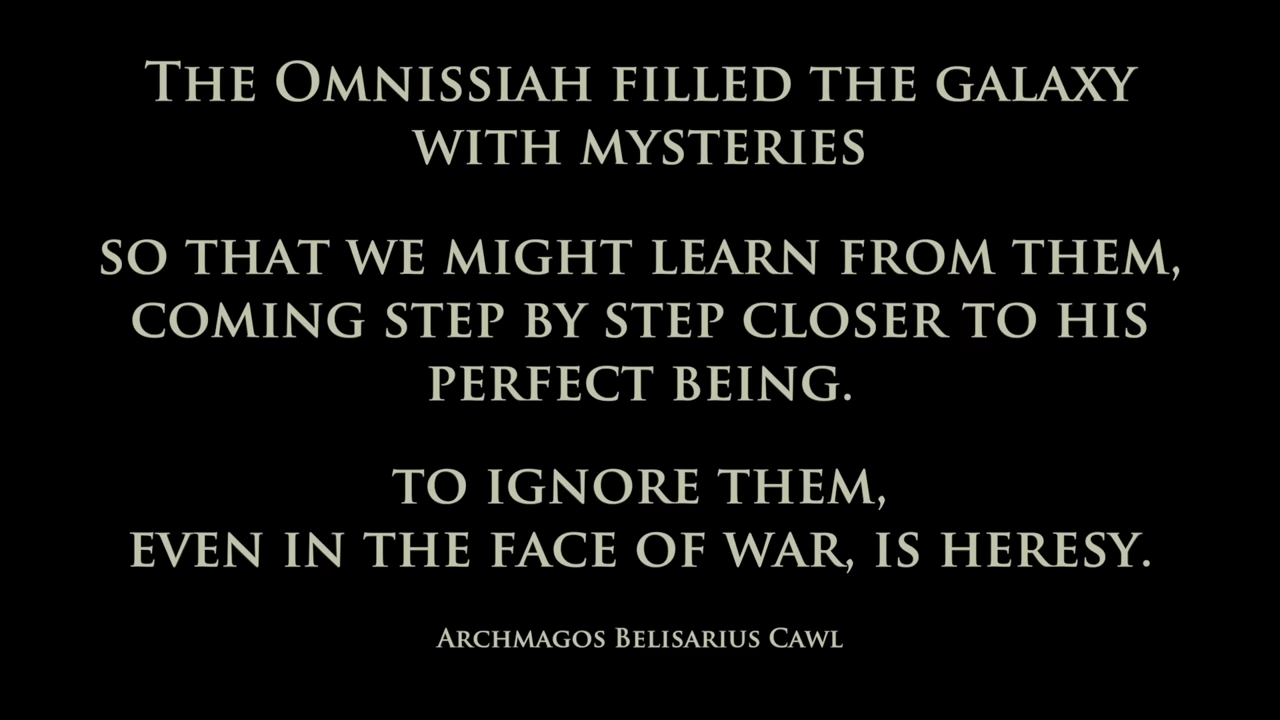 The Omnissiah filled the galaxy
with mysteries
so that we might learn from them,
coming step by step closer to his
perfect being.
to ignore them,
even in the face of war, is heresy.
Archmagos Belisarius Cawl